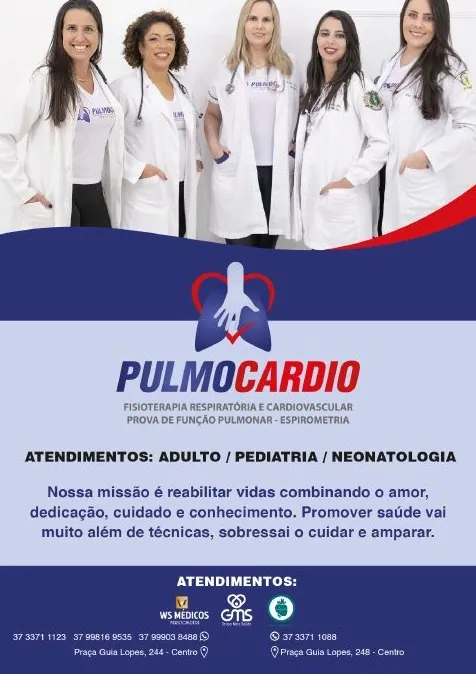 PULMOCARDIO
FISIOTERAPIA RESPIRATÓRIA E CARDIOVASCULAR
PROVA DE FUNÇÃO PULMONAR - ESPIROMETRIA
ATENDIMENTOS: ADULTO / PEDIATRIA / NEONATOLOGIA
Nossa missão é reabilitar vidas combinando o amor,
dedicação, cuidado e conhecimento. Promover saúde vai
muito além de técnicas, sobressai o cuidar e amparar.
ATENDIMENTOS:
WS MÉDICOS
GMS
37 3371 1123 37 99816 9535 37 99903 8488
37 3371 1088
Praça Guia Lopes, 244 - Centro
Praça Guia Lopes, 248 - Centro